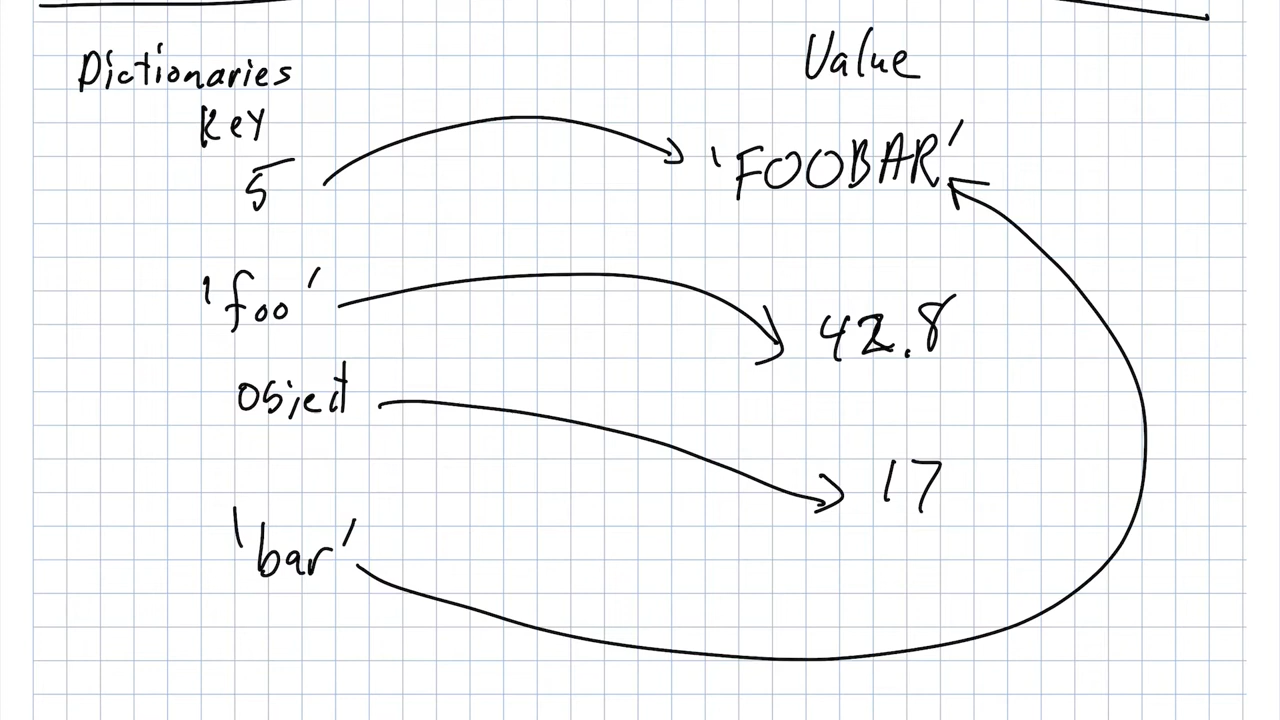 Dictionaries
Value
Key
5
'FOOBAR'
'foo'
42.8
object
17
'bar'